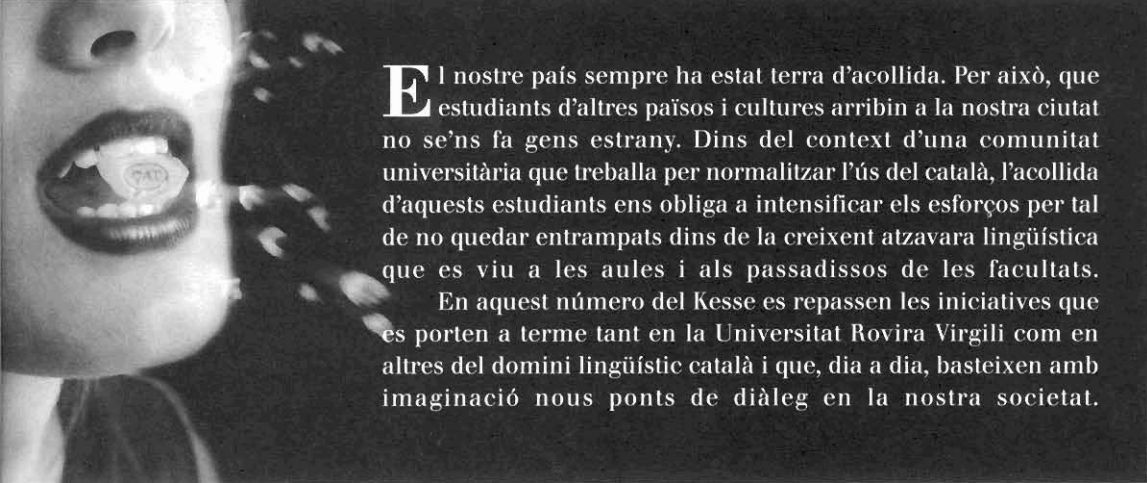 CAT
El nostre país sempre ha estat terra d'acollida. Per això, que
estudiants d'altres països i cultures arribin a la nostra ciutat
no se'ns fa gens estrany. Dins del context d'una comunitat
universitària que treballa per normalitzar l'ús del català, l'acollida
d'aquests estudiants ens obliga a intensificar els esforços per tal
de no quedar entrampats dins de la creixent atzavara lingüística
que es viu a les aules i als passadissos de les facultats.
En aquest número del Kesse es repassen les iniciatives que
es porten a terme tant en la Universitat Rovira Virgili com en
altres del domini lingüístic català i que, dia a dia, basteixen amb
imaginació nous ponts de diàleg en la nostra societat.